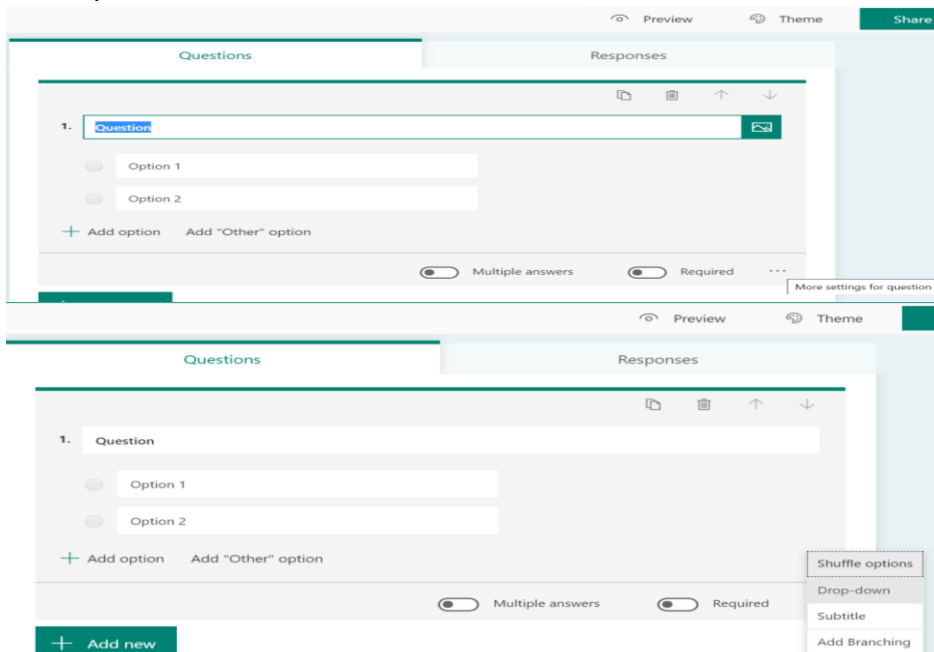 Preview Theme Share
Questions Responses
1. Question
Option 1
Option 2
Add option Add "Other" option
Multiple answers Required ...
More settings for question
Preview Theme
Questions Responses
1. Question
Option 1
Option 2
Add option Add "Other" option
Shuffle options
Drop-down
Multiple answers Required
Subtitle
Add new
Add Branching